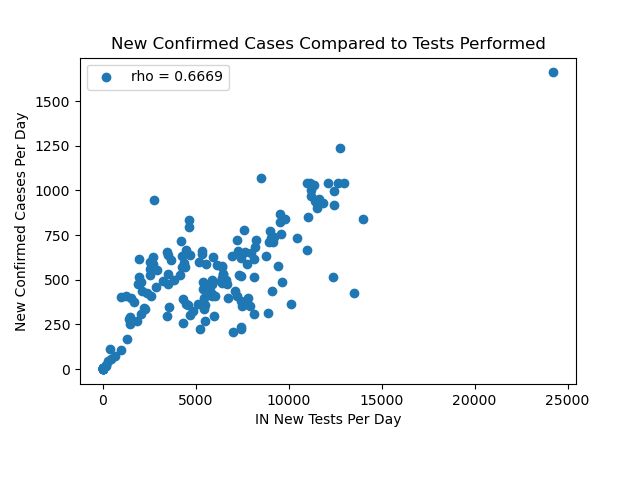 New Confirmed Cases Compared to Tests Performed
rho = 0.6669
New Confirmed Caeses Per Day
1500
1250
1000
750
500
250
0
0 5000 10000 15000 20000 25000
IN New Tests Per Day